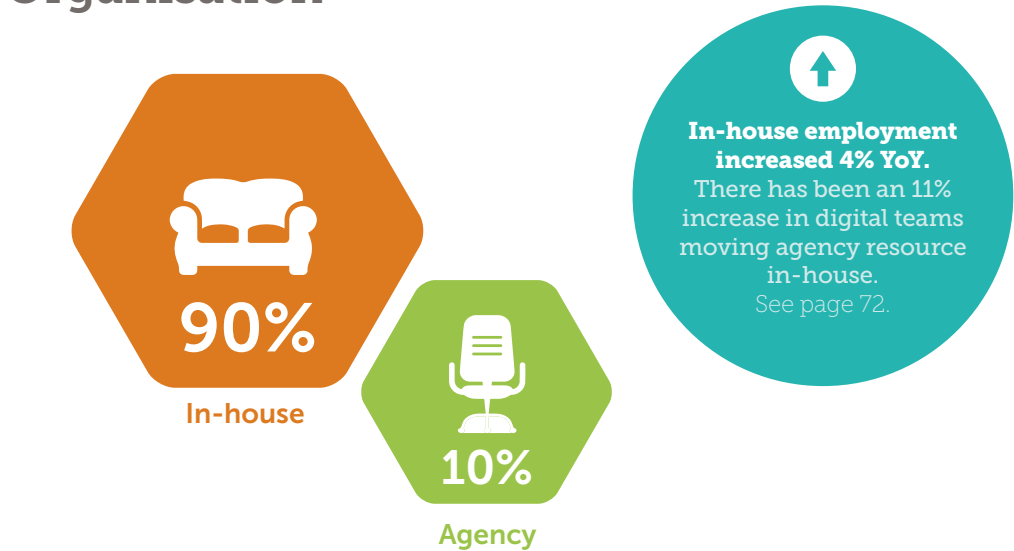 Organisation
90%
In-house
10%
Agency
In-house employment
increased 4% YoY.
There has been an 11%
increase in digital teams
moving agency resource
in-house.
See page 72.